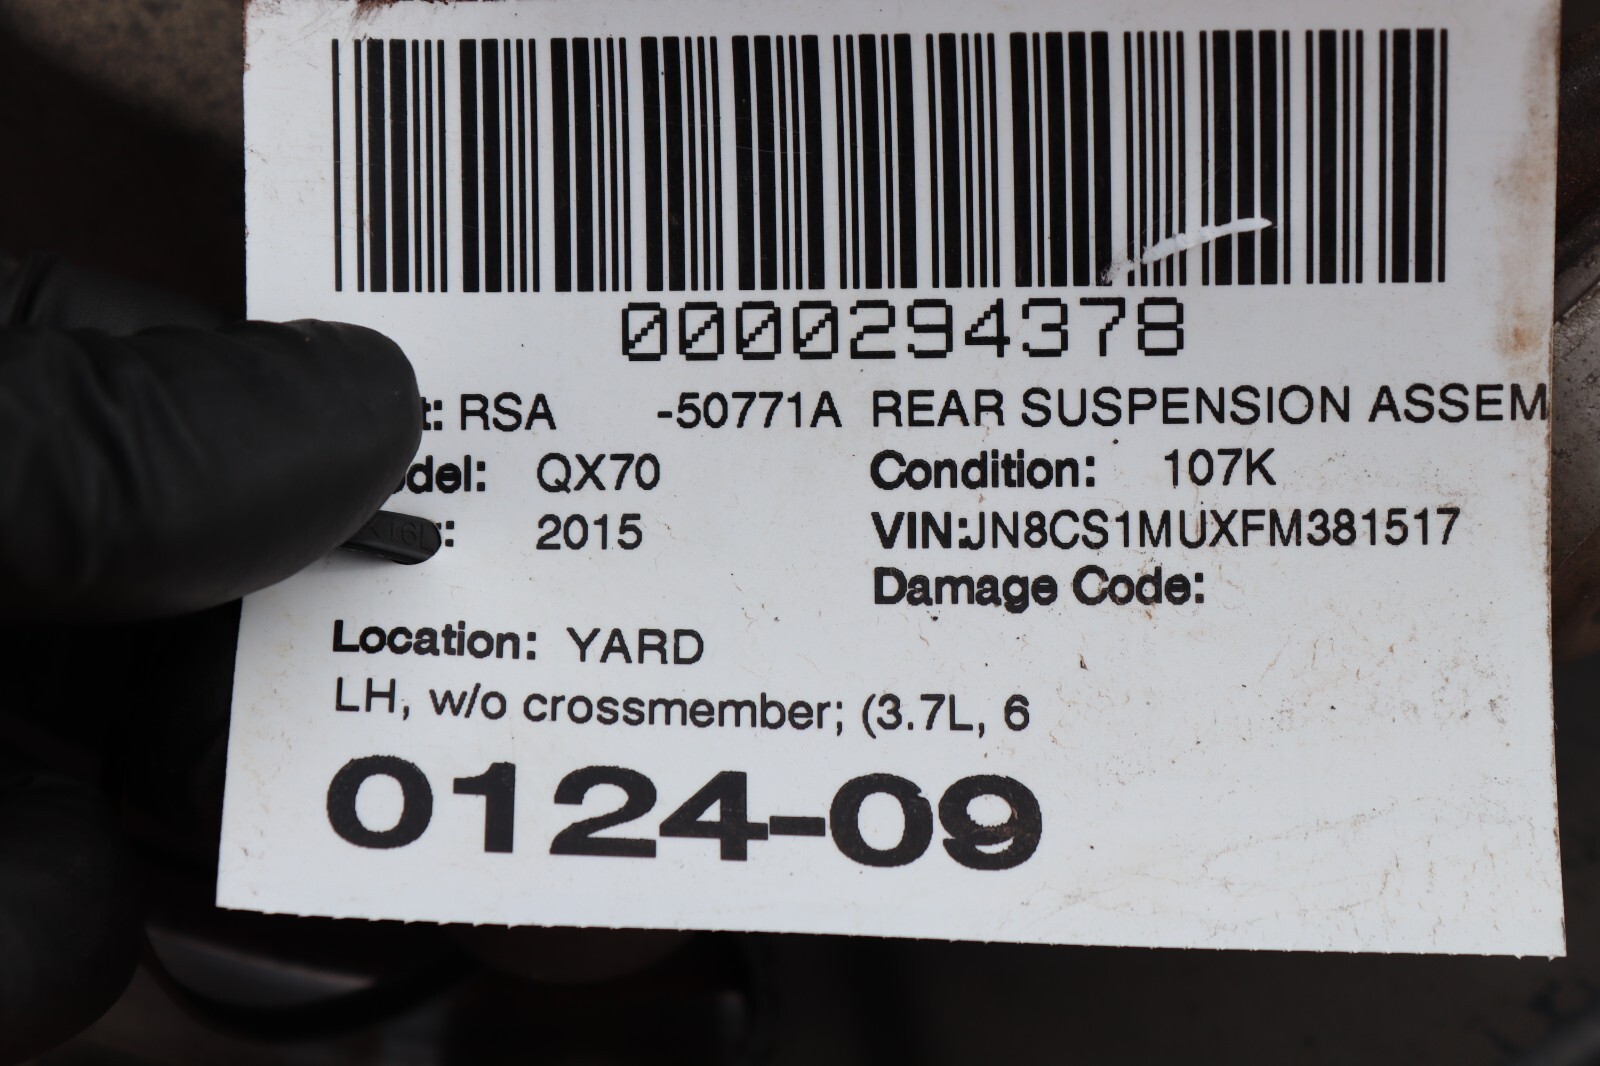 0000294378
t: RSA -50771A REAR SUSPENSION ASSEM
odel: QX70 Condition: 107K
: 2015 VIN:JN8CS1MUXFM381517
Damage Code:
Location: YARD
LH, w/o crossmember; (3.7L, 6
0124-09